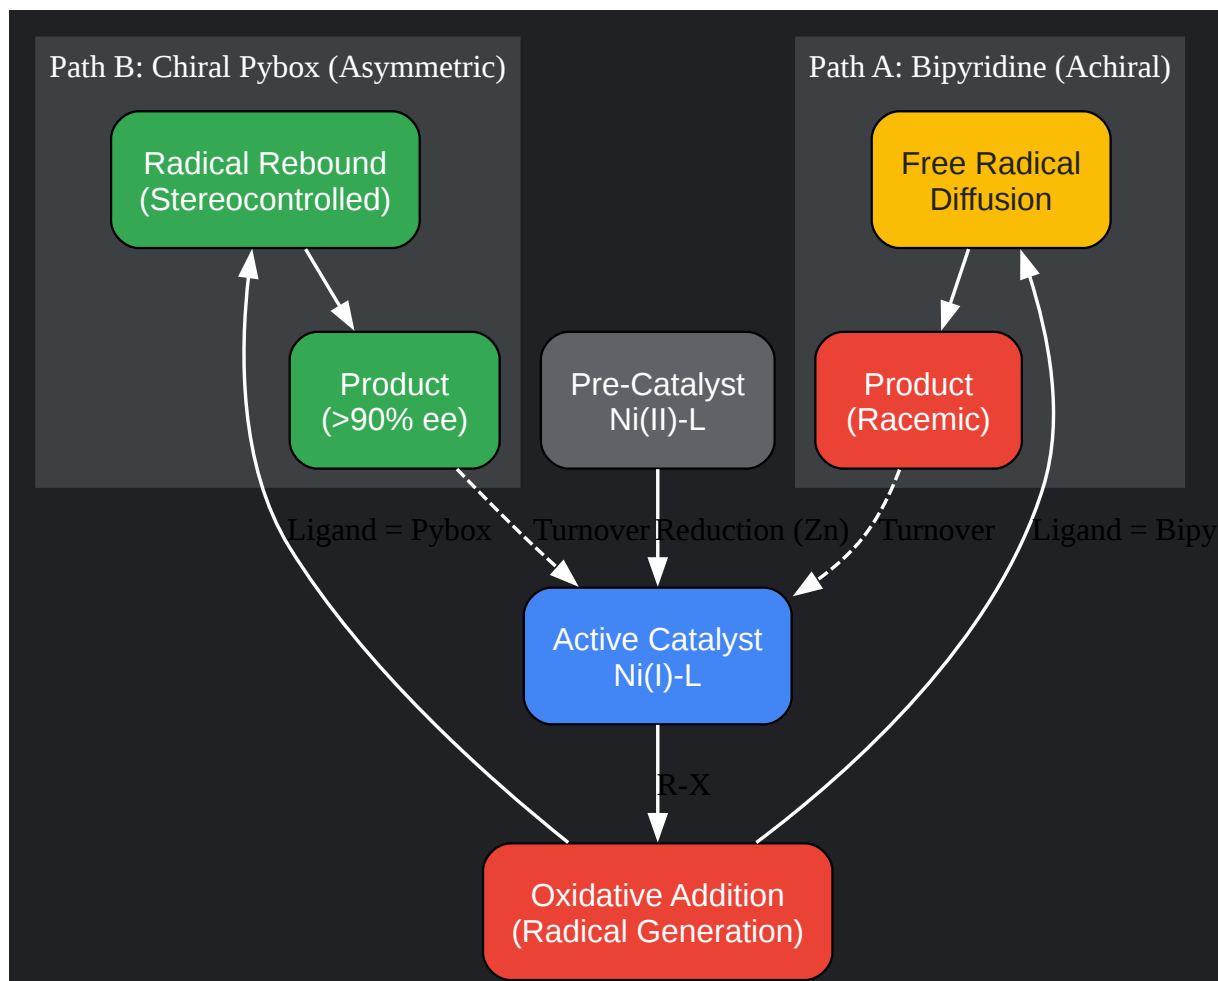 Path B: Chiral Pybox (Asymmetric)
Path A: Bipyridine (Achiral)
Radical Rebound
(Stereocontrolled)
Free Radical
Diffusion
Product
(>90% ee)
Pre-Catalyst
Ni(II)-L
Product
(Racemic)
Ligand = Pybox
Turnover
Reduction (Zn)
Turnover
Ligand = Bipy
Active Catalyst
Ni(I)-L
R-X
Oxidative Addition
(Radical Generation)